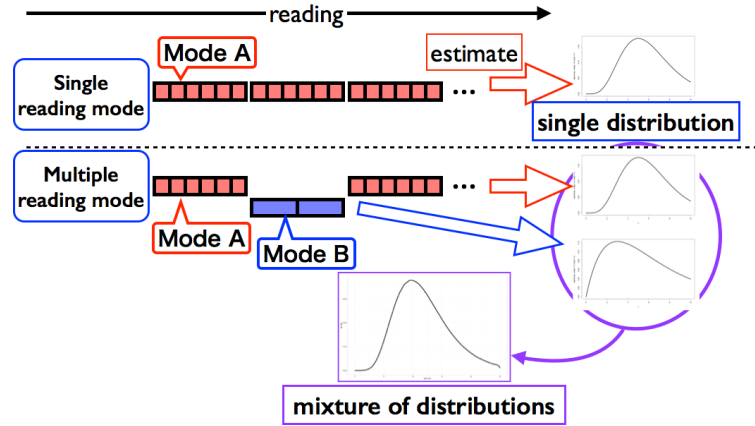 reading
Mode A
estimate
Single
reading mode
...
single distribution
Multiple
reading mode
...
Mode A
Mode B
mixture of distributions